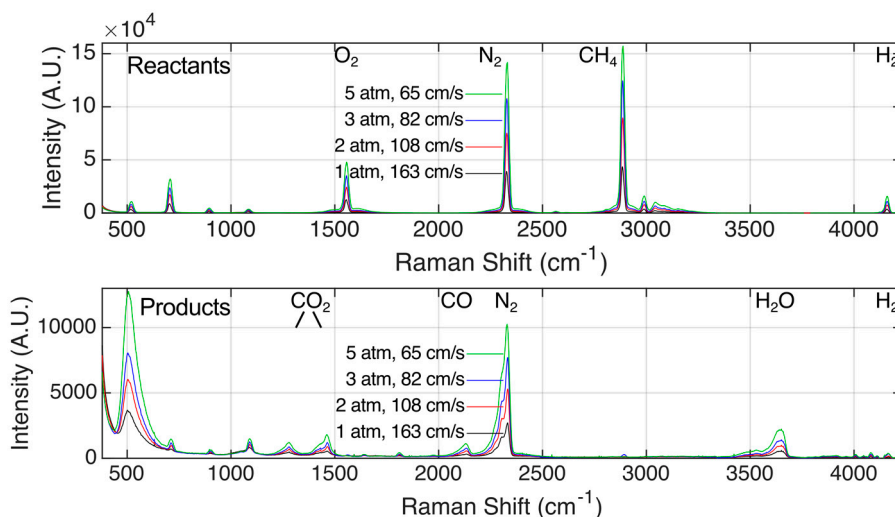 ×10⁴
15
10
5
0
Intensity (A.U.)
Reactants
O₂
N₂
CH₄
H₂
5 atm, 65 cm/s
3 atm, 82 cm/s
2 atm, 108 cm/s
1 atm, 163 cm/s
500 1000 1500 2000 2500 3000 3500 4000
Raman Shift (cm⁻¹)
10000
5000
0
Intensity (A.U.)
Products
CO₂
CO
N₂
H₂O
H₂
5 atm, 65 cm/s
3 atm, 82 cm/s
2 atm, 108 cm/s
1 atm, 163 cm/s
500 1000 1500 2000 2500 3000 3500 4000
Raman Shift (cm⁻¹)